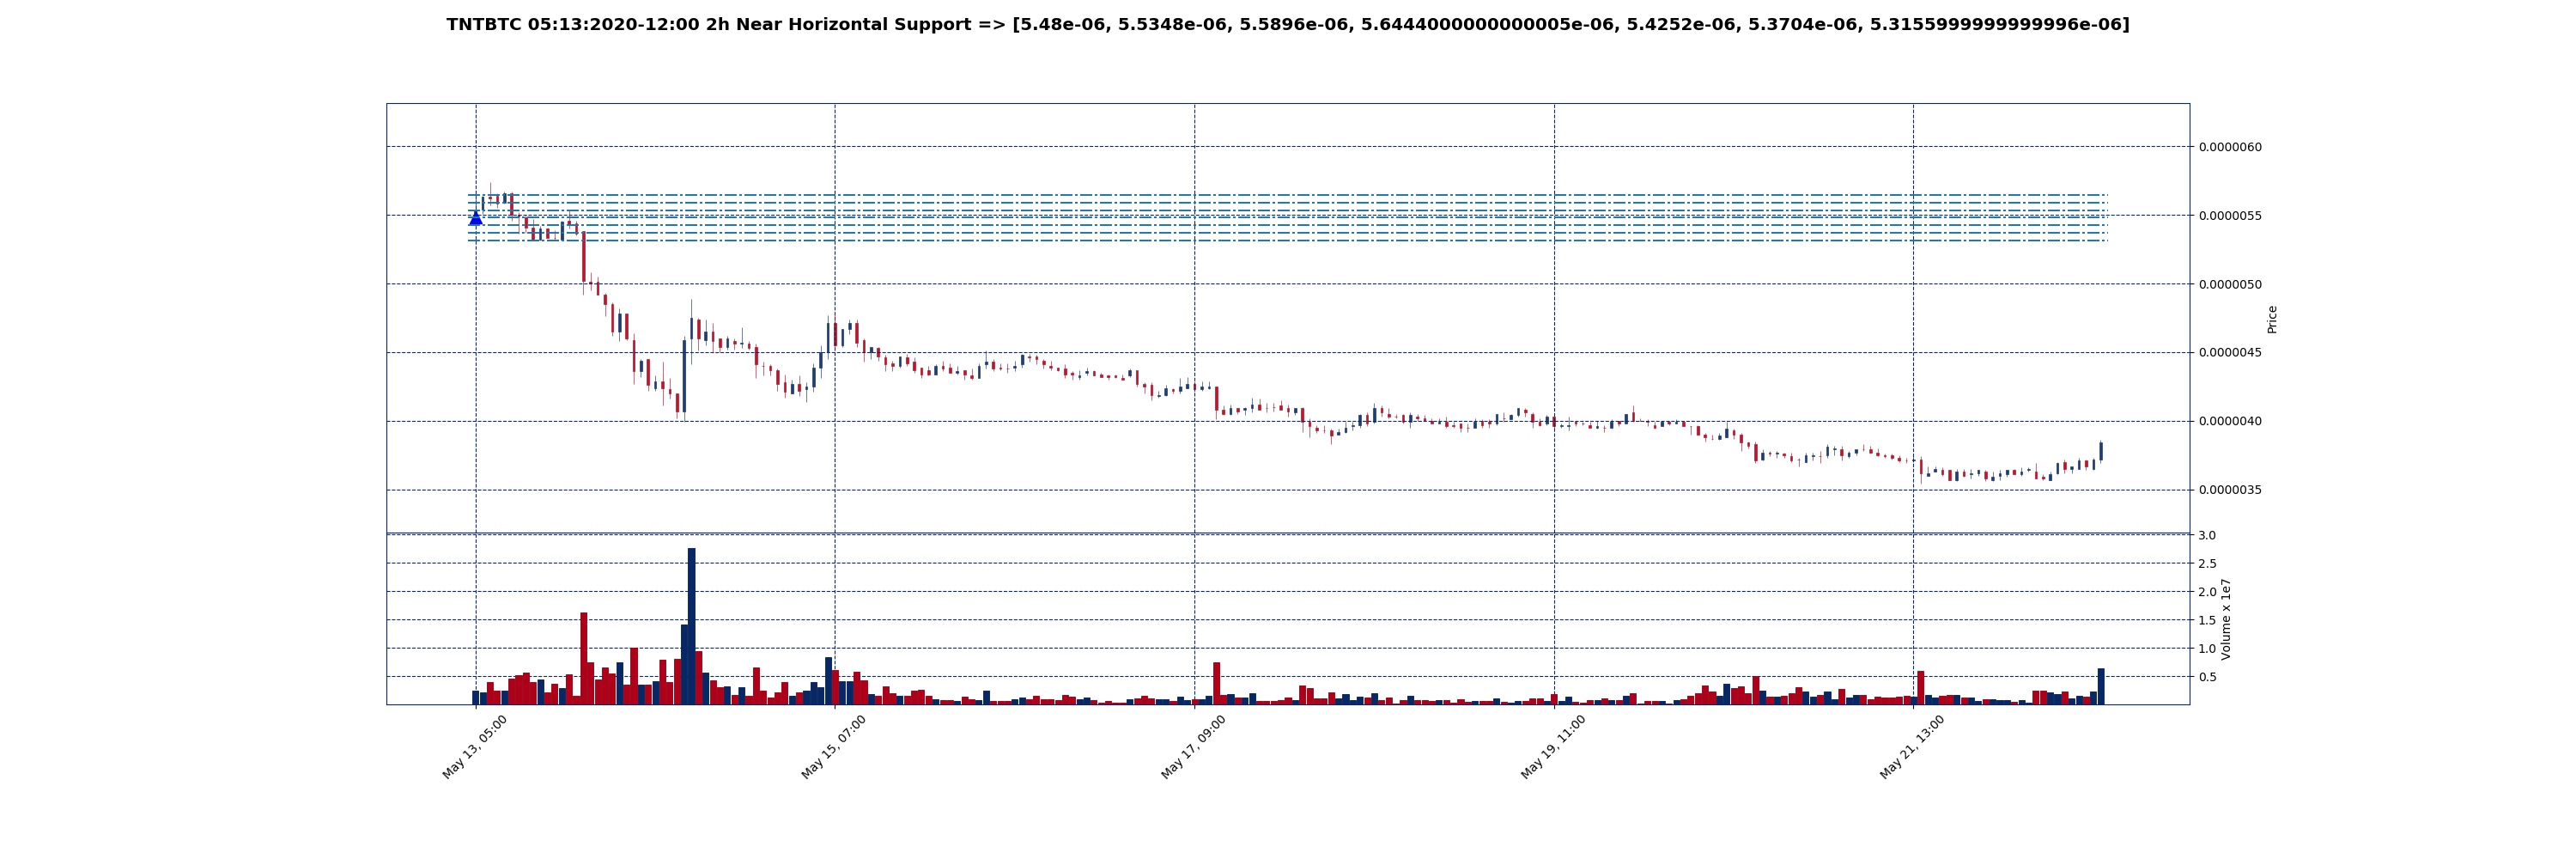 TNTBTC 05:13:2020-12:00 2h Near Horizontal Support => [5.48e-06, 5.5348e-06, 5.5896e-06, 5.6444000000000005e-06, 5.4252e-06, 5.3704e-06, 5.3155999999999996e-06]
0.0000060
0.0000055
0.0000050
0.0000045
0.0000040
0.0000035
Price
3.0
2.5
2.0
1.5
1.0
0.5
Volume x 1e7
May 13, 05:00
May 15, 07:00
May 17, 09:00
May 19, 11:00
May 21, 13:00